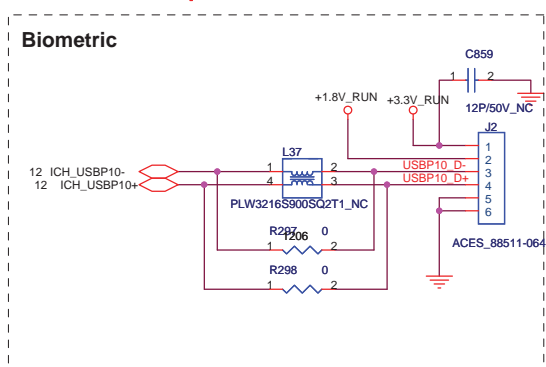 Biometric
C859
1 2
12P/50V_NC
+1.8V_RUN +3.3V_RUN
J2
1
2
3
4
5
6
USBP10_D-
USBP10_D+
L37
1 2
4 3
12 ICH_USBP10-
12 ICH_USBP10+
PLW3216S900SQ2T1_NC
ACES_88511-064
R297 0
1206
1 2
R298 0
1 2